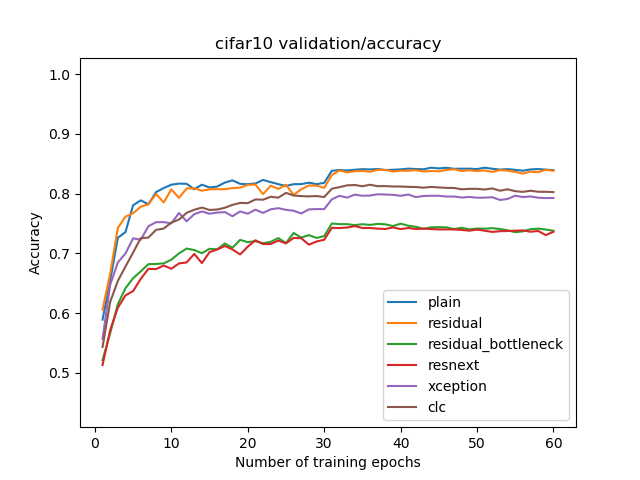 cifar10 validation/accuracy
1.0
0.9
0.8
0.7
0.6
0.5
Accuracy
plain
residual
residual_bottleneck
resnext
xception
clc
0
10
20
30
40
50
60
Number of training epochs